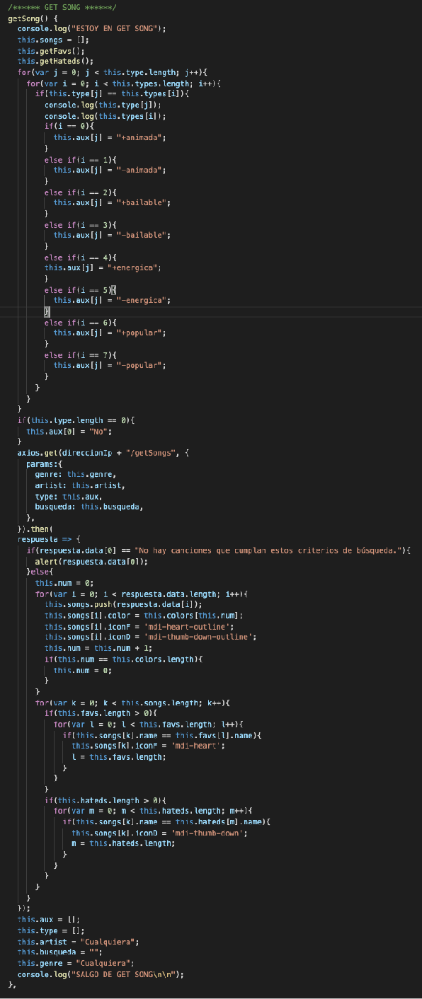 /****** GET SONG ******/
getSong() {
console.log("ESTOY EN GET SONG");
this.songs = [];
this.getFavs();
this.getHateds();
for(var j = 0; j < this.type.length; j++){
for(var i = 0; i < this.types.length; i++){
if(this.type[j] == this.types[i]){
console.log(this.type[j]);
console.log(this.types[i]);
if(i == 0){
this.aux[j] = "+animada";
}
else if(i == 1){
this.aux[j] = "-animada";
}
else if(i == 2){
this.aux[j] = "+bailable";
}
else if(i == 3){
this.aux[j] = "-bailable";
}
else if(i == 4){
this.aux[j] = "+energica";
}
else if(i == 5){
this.aux[j] = "-energica";
}
else if(i == 6){
this.aux[j] = "+popular";
}
else if(i == 7){
this.aux[j] = "-popular";
}
}
}
}
if(this.type.length == 0){
this.aux[0] = "No";
}
axios.get(direccionIp + "/getSongs", {
params:{
genre: this.genre,
artist: this.artist,
type: this.aux,
busqueda: this.busqueda,
},
}).then(
respuesta => {
if(respuesta.data[0] == "No hay canciones que cumplan estos criterios de búsqueda."){
alert(respuesta.data[0]);
}else{
this.num = 0;
for(var i = 0; i < respuesta.data.length; i++){
this.songs.push(respuesta.data[i]);
this.songs[i].color = this.colors[this.num];
this.songs[i].iconF = 'mdi-heart-outline';
this.songs[i].iconD = 'mdi-thumb-down-outline';
this.num = this.num + 1;
if(this.num == this.colors.length){
this.num = 0;
}
}
for(var k = 0; k < this.songs.length; k++){
if(this.favs.length > 0){
for(var l = 0; l < this.favs.length; l++){
if(this.songs[k].name == this.favs[l].name){
this.songs[k].iconF = 'mdi-heart';
l = this.favs.length;
}
}
}
if(this.hateds.length > 0){
for(var m = 0; m < this.hateds.length; m++){
if(this.songs[k].name == this.hateds[m].name){
this.songs[k].iconD = 'mdi-thumb-down';
m = this.hateds.length;
}
}
}
}
}
});
this.aux = [];
this.type = [];
this.artist = "Cualquiera";
this.busqueda = "";
this.genre = "Cualquiera";
console.log("SALGO DE GET SONG\n\n");
},